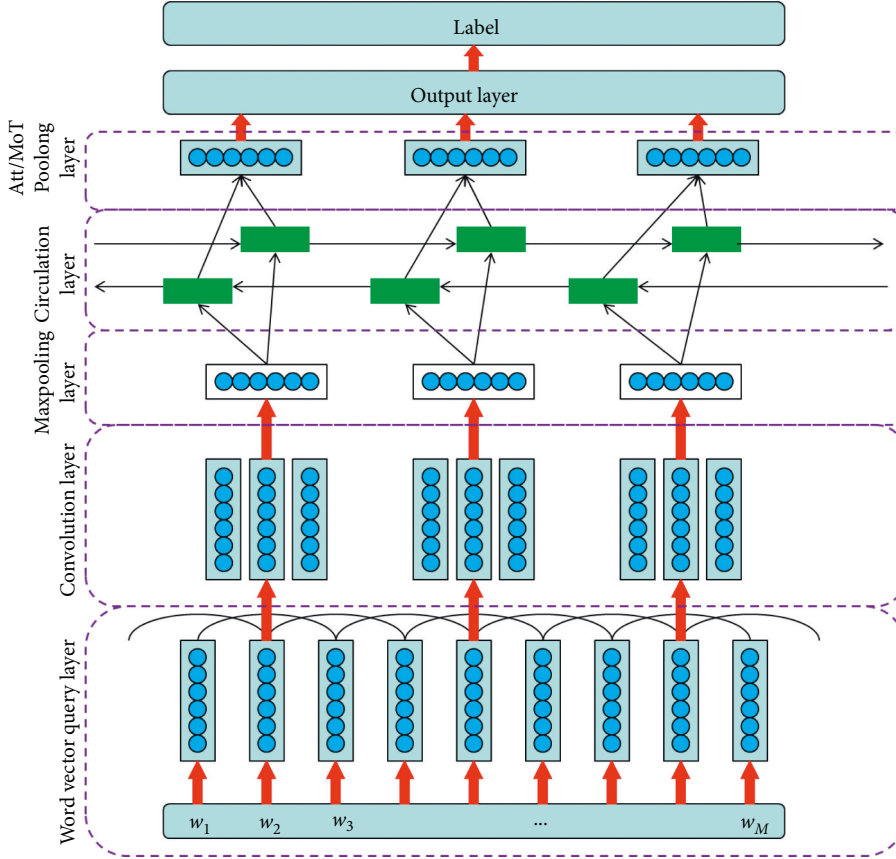 Label
Output layer
Att/MoT
Poolong
layer
Circulation
layer
Maxpooling
layer
Convolution layer
Word vector query layer
w1 w2 w3 ... wM